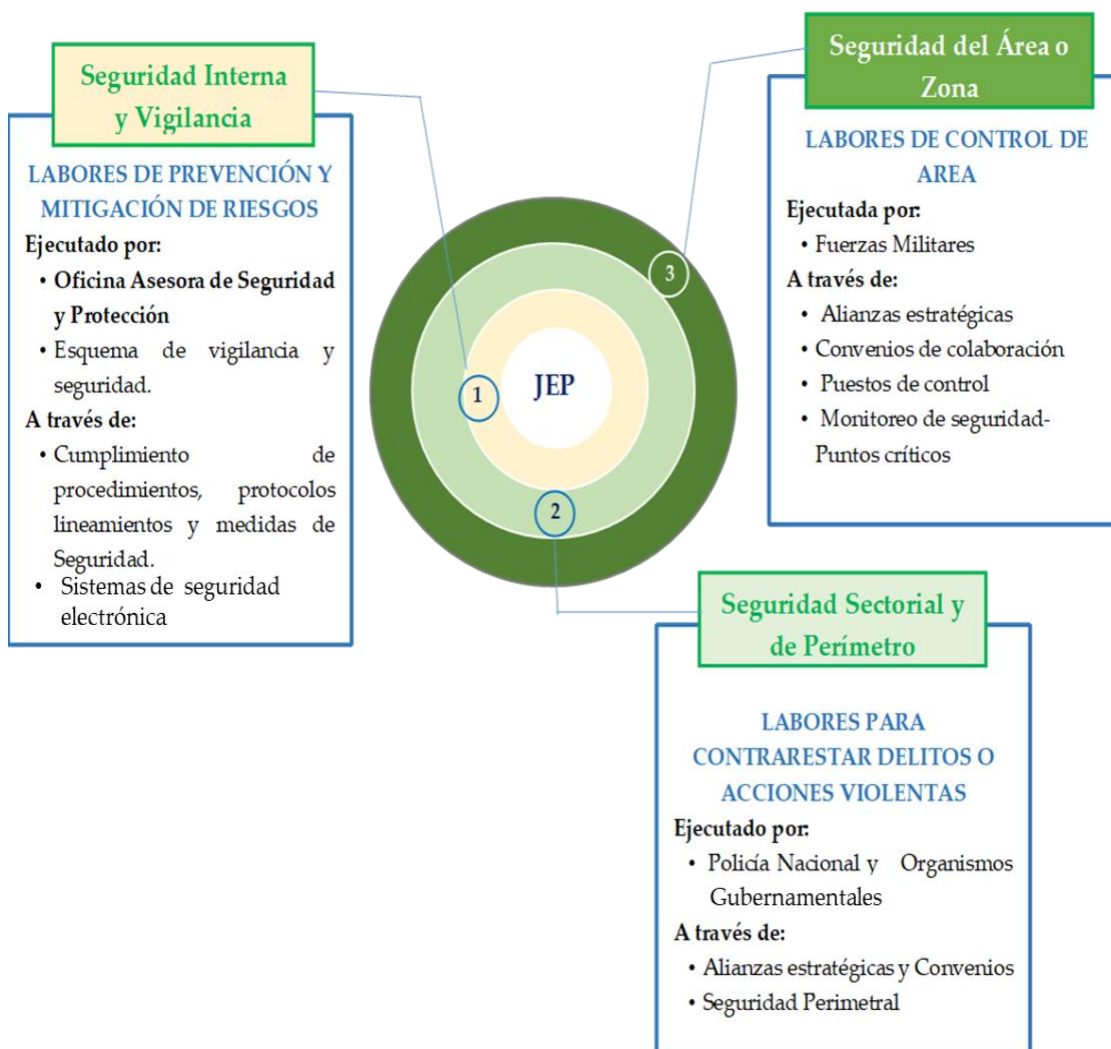 Seguridad Interna
y Vigilancia
LABORES DE PREVENCIÓN Y
MITIGACIÓN DE RIESGOS
Ejecutado por:
• Oficina Asesora de Seguridad
y Protección
• Esquema de vigilancia y
seguridad.
A través de:
• Cumplimiento de
procedimientos, protocolos
lineamientos y medidas de
Seguridad.
• Sistemas de seguridad
electrónica
JEP
1
2
3
Seguridad del Área o
Zona
LABORES DE CONTROL DE
AREA
Ejecutada por:
• Fuerzas Militares
A través de:
• Alianzas estratégicas
• Convenios de colaboración
• Puestos de control
• Monitoreo de seguridad-
Puntos críticos
Seguridad Sectorial y
de Perímetro
LABORES PARA
CONTRARESTAR DELITOS O
ACCIONES VIOLENTAS
Ejecutado por:
• Policía Nacional y Organismos
Gubernamentales
A través de:
• Alianzas estratégicas y Convenios
• Seguridad Perimetral